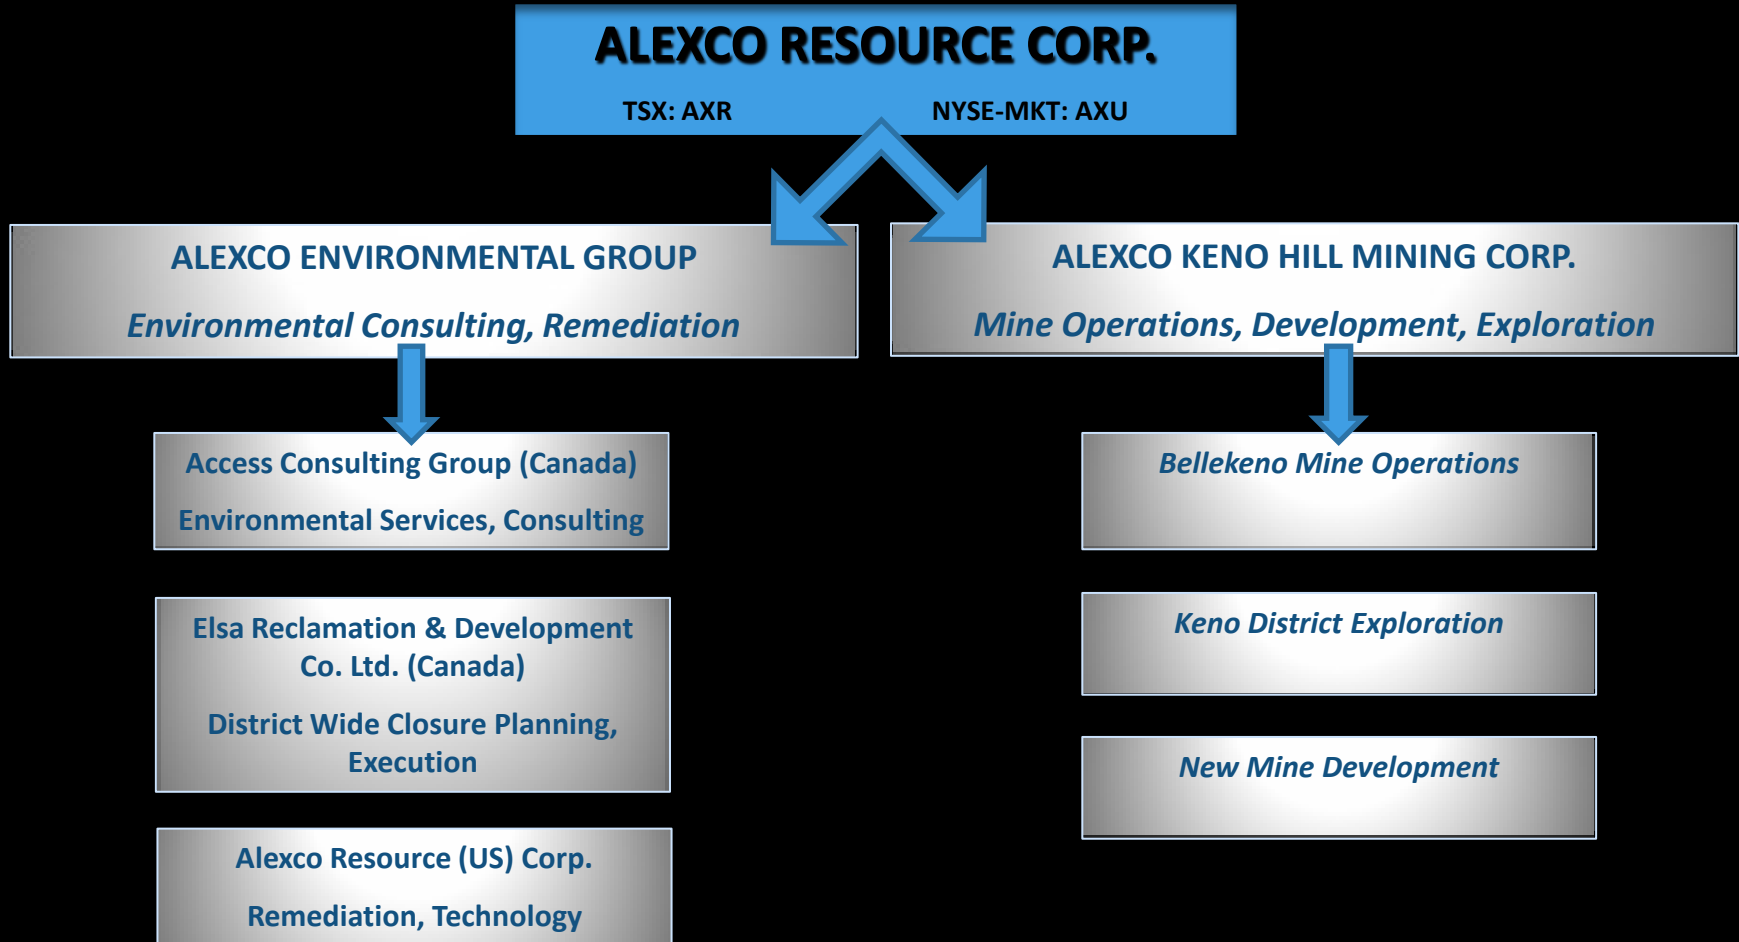 ALEXCO RESOURCE CORP.
TSX: AXR NYSE-MKT: AXU
ALEXCO ENVIRONMENTAL GROUP
Environmental Consulting, Remediation
ALEXCO KENO HILL MINING CORP.
Mine Operations, Development, Exploration
Access Consulting Group (Canada)
Environmental Services, Consulting
Elsa Reclamation & Development
Co. Ltd. (Canada)
District Wide Closure Planning,
Execution
Alexco Resource (US) Corp.
Remediation, Technology
Bellekeno Mine Operations
Keno District Exploration
New Mine Development